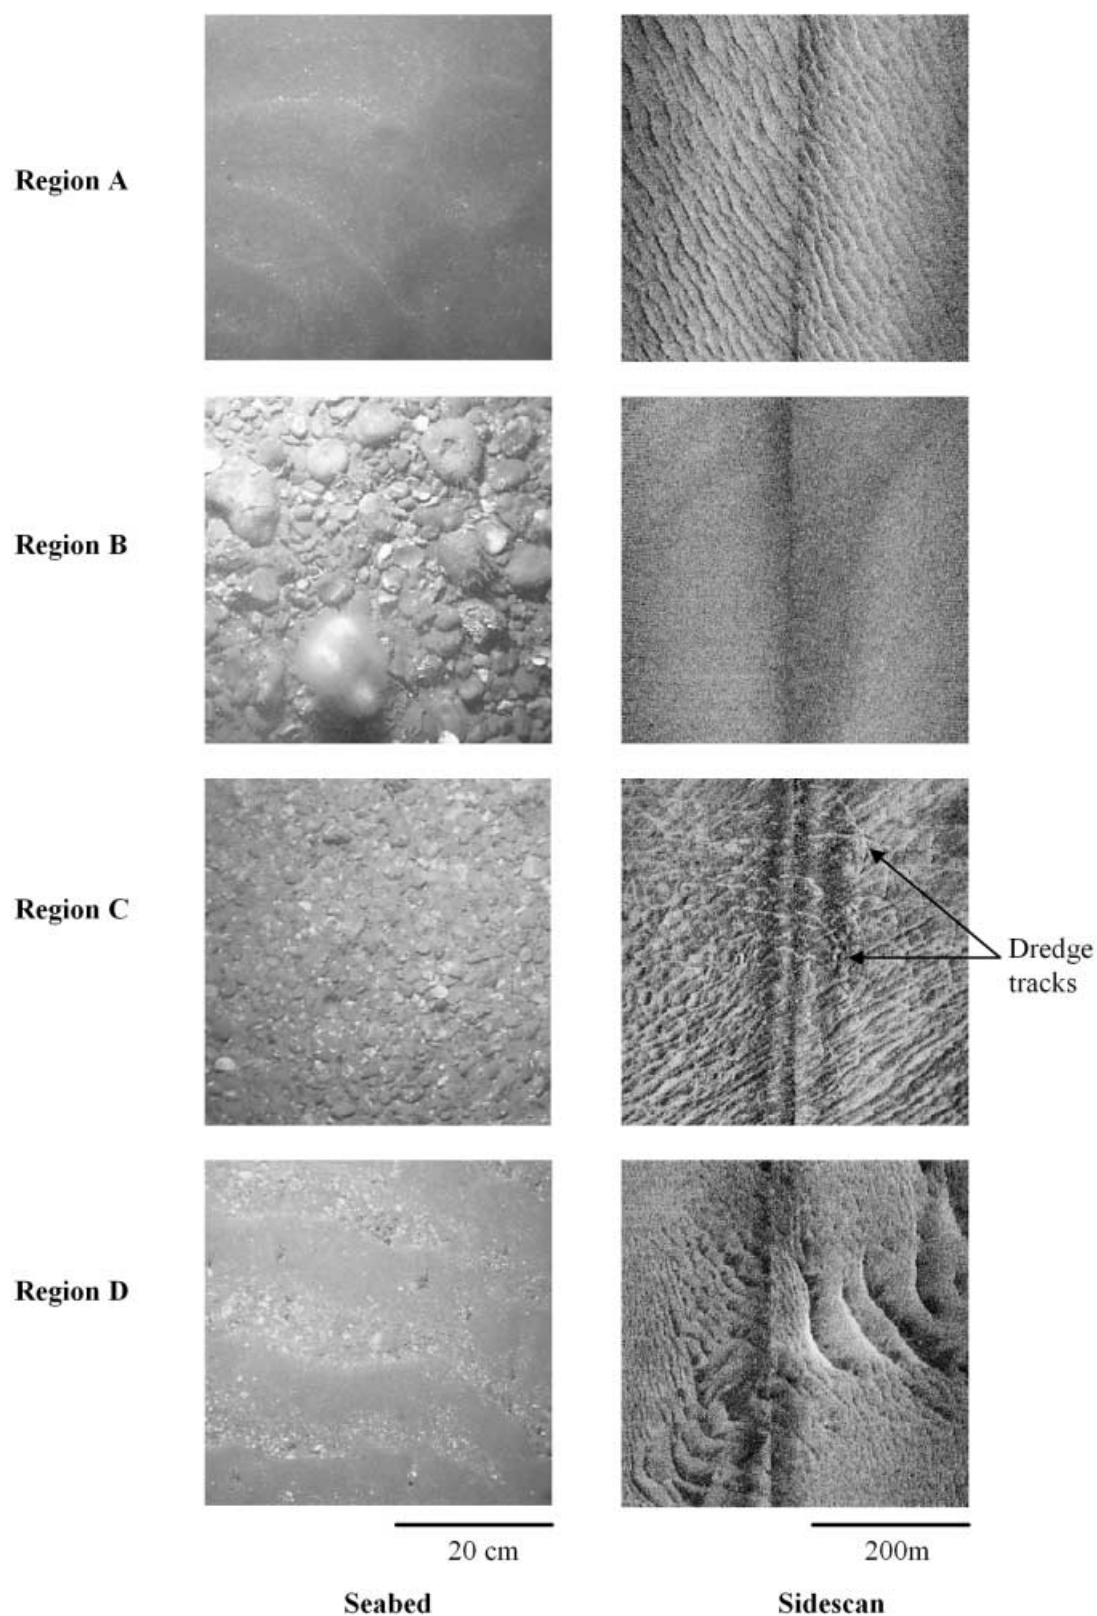 Region A
Region B
Region C
Dredge
tracks
Region D
20 cm
200m
Seabed
Sidescan